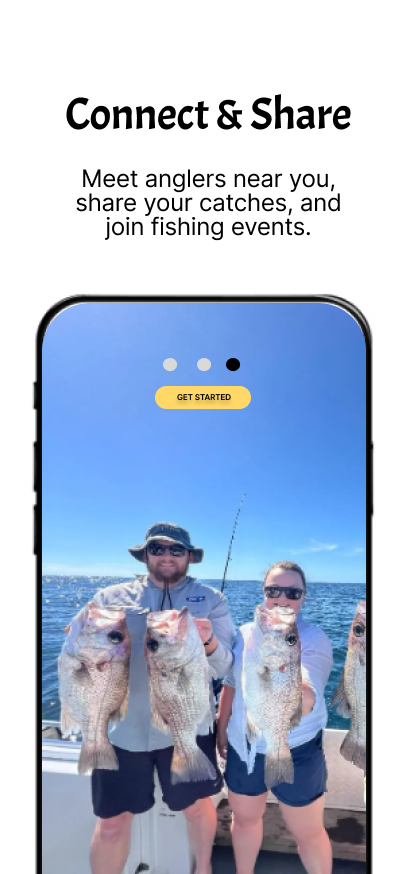 Connect & Share
Meet anglers near you,
share your catches, and
join fishing events.
GET STARTED